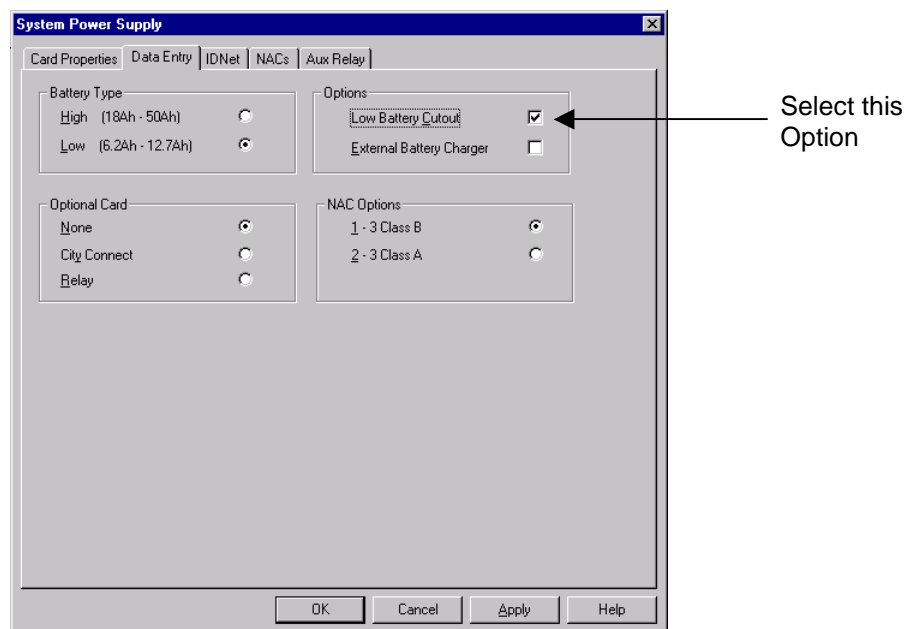 System Power Supply
Card Properties Data Entry IDNet NACs Aux Relay
Battery Type
High (18Ah - 50Ah)
Low (6.2Ah - 12.7Ah)
Options
Low Battery Cutout
External Battery Charger
Select this
Option
Optional Card
None
City Connect
Relay
NAC Options
1 - 3 Class B
2 - 3 Class A
OK Cancel Apply Help